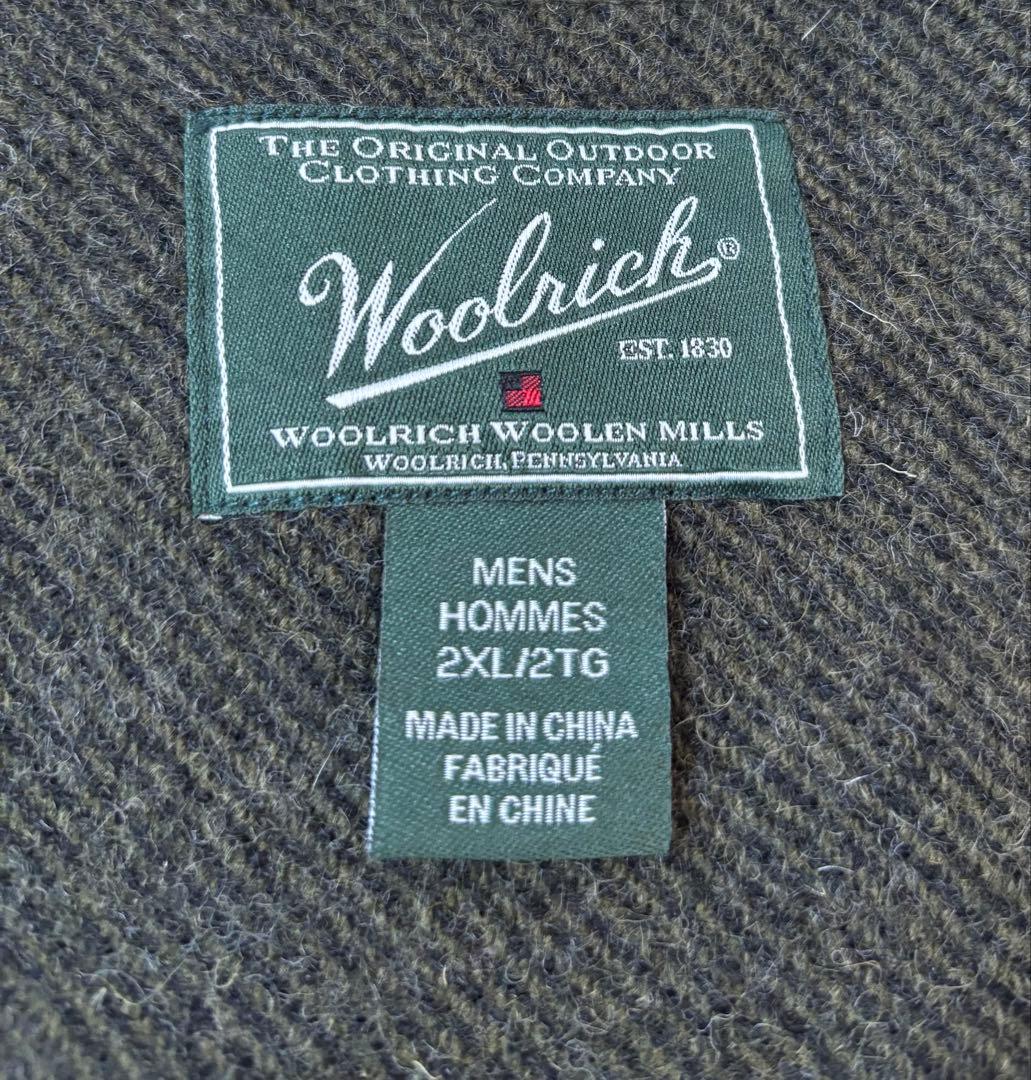 THE ORIGINAL OUTDOOR
CLOTHING COMPANY
Woolrich®
EST. 1830
WOOLRICH WOOLEN MILLS
WOOLRICH, PENNSYLVANIA
MENS
HOMMES
2XL/2TG
MADE IN CHINA
FABRIQUÉ
EN CHINE